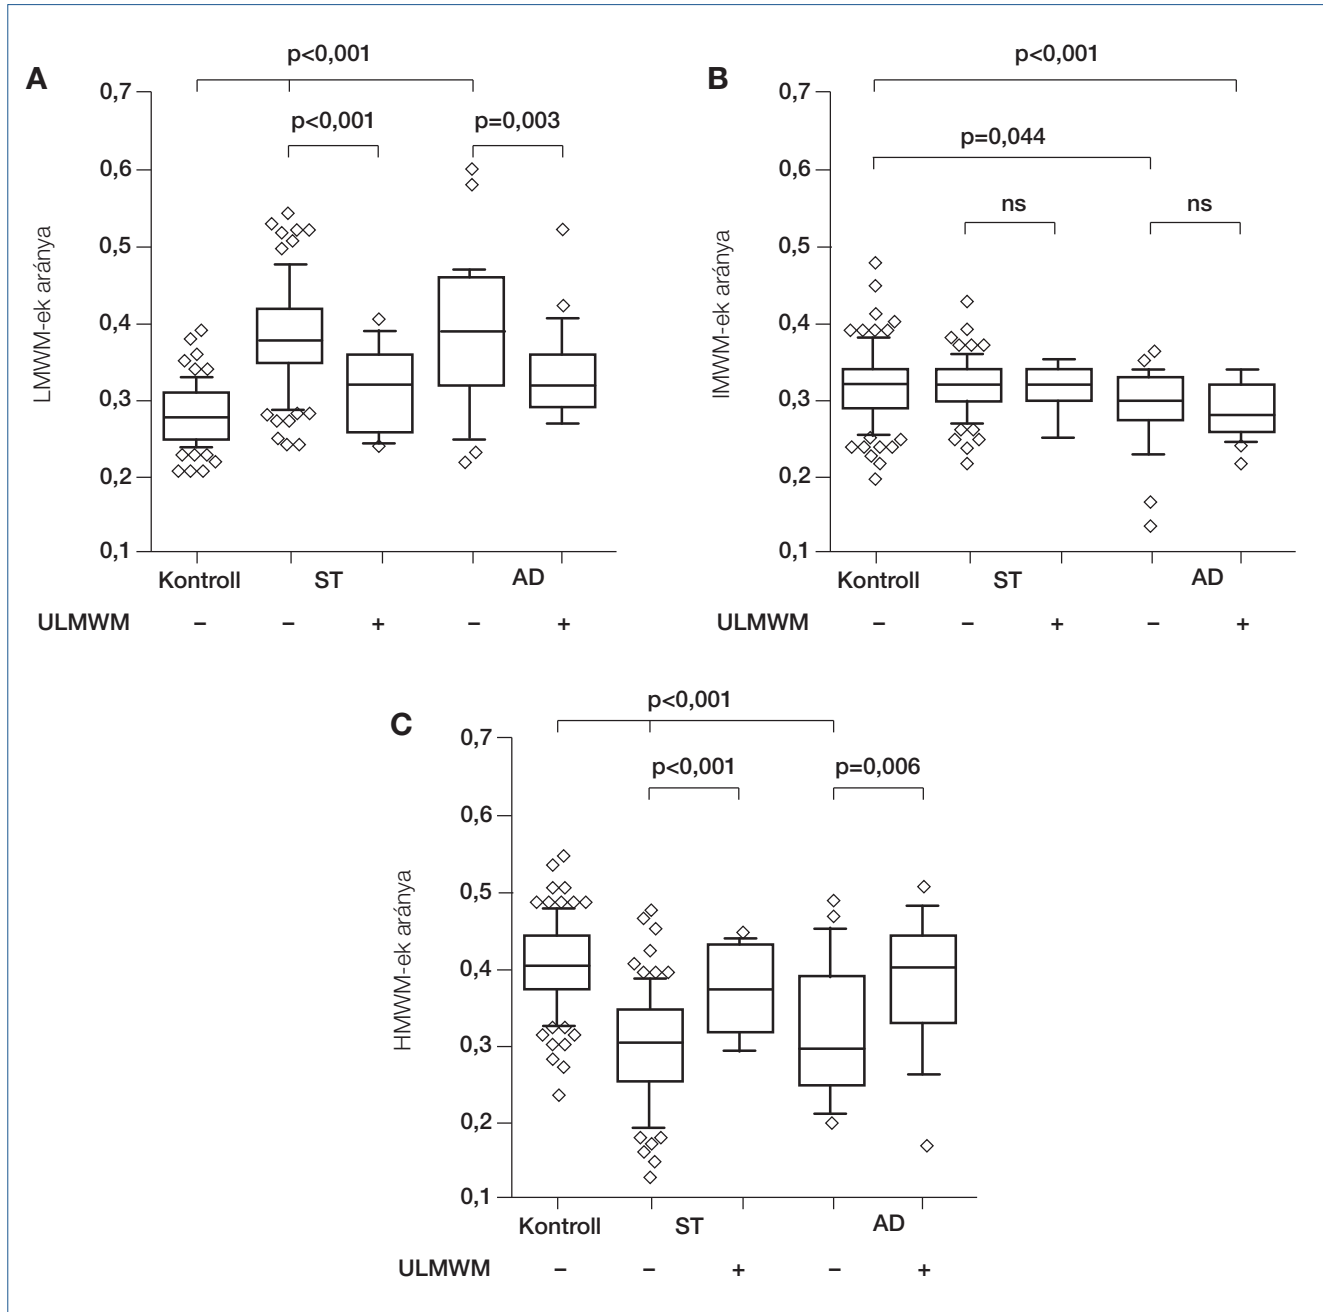 A
p<0,001
p<0,001 p=0,003
0,7
0,6
0,5
0,4
0,3
0,2
0,1
LMWM-ek aránya
Kontroll ST AD
ULMWM – – + – +
B
p<0,001
p=0,044
ns ns
0,7
0,6
0,5
0,4
0,3
0,2
0,1
IMWM-ek aránya
Kontroll ST AD
ULMWM – – + – +
C
p<0,001
p<0,001 p=0,006
0,7
0,6
0,5
0,4
0,3
0,2
0,1
HMWM-ek aránya
Kontroll ST AD
ULMWM – – + – +